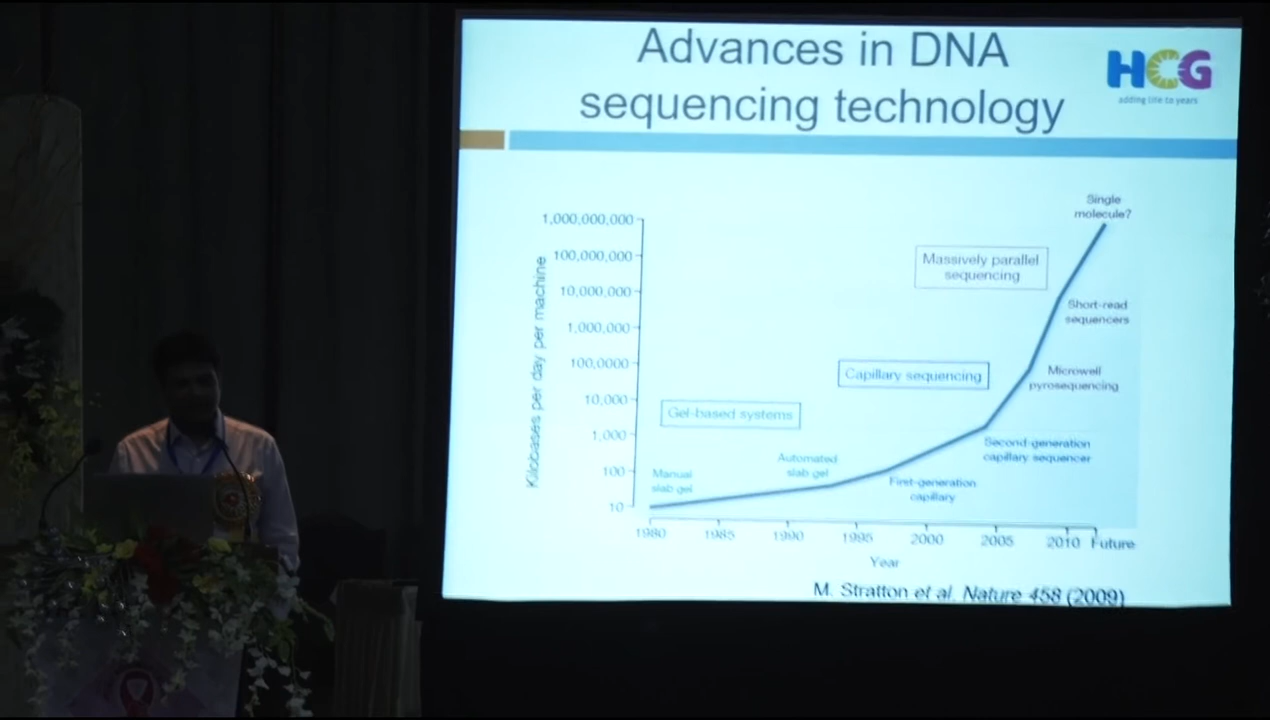 Advances in DNA
sequencing technology
HCG
adding life to years
Kilobases per day per machine
1,000,000,000
100,000,000
10,000,000
1,000,000
100,0000
10,000
1,000
100
10
Single
molecule?
Massively parallel
sequencing
Short-read
sequencers
Capillary sequencing
Microwell
pyrosequencing
Gel-based systems
Second-generation
capillary sequencer
Automated
slab gel
Manual
slab gel
First-generation
capillary
1980 1985 1990 1995 2000 2005 2010 Future
Year
M. Stratton et al. Nature 458 (2009)